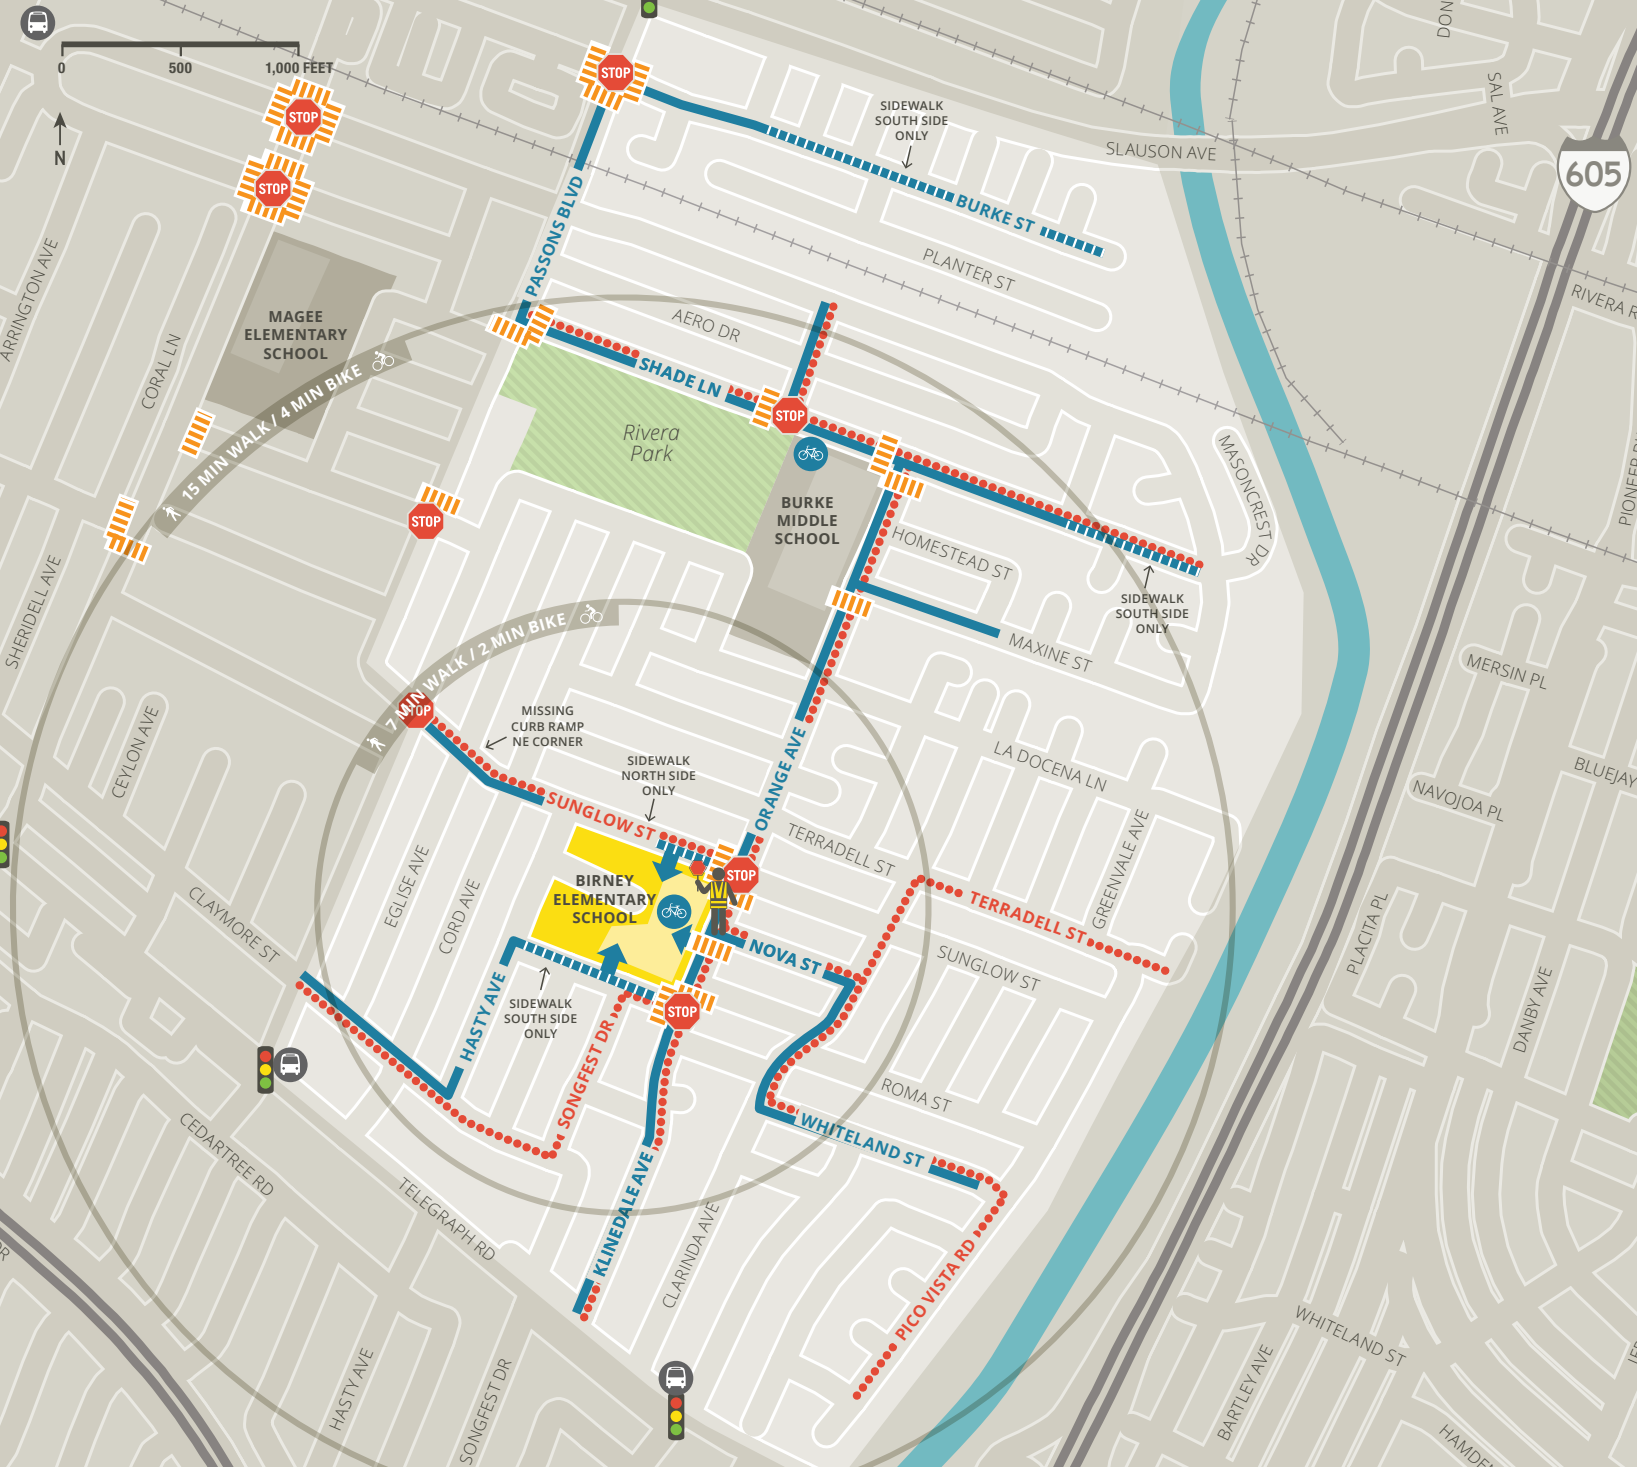 0 500 1,000 FEET
N
STOP
STOP
STOP
SIDEWALK
SOUTH SIDE
ONLY
SLAUSON AVE
SAL AVE
605
PASSONS BLVD
BURKE ST
PLANTER ST
RIVERA
ARRINGTON AVE
MAGEE
ELEMENTARY
SCHOOL
CORAL LN
15 MIN WALK / 4 MIN BIKE
AERO DR
SHADE LN
STOP
Rivera
Park
MASONCREST DR
STOP
BURKE
MIDDLE
SCHOOL
HOMESTEAD ST
SIDEWALK
SOUTH SIDE
ONLY
SHERIDELL AVE
7 MIN WALK / 2 MIN BIKE
MAXINE ST
MERSIN PL
STOP
MISSING
CURB RAMP
NE CORNER
CEYLON AVE
SIDEWALK
NORTH SIDE
ONLY
ORANGE AVE
LA DOCENA LN
BLUEJAY
NAVOJOA PL
SUNGLOW ST
TERRADELL ST
GREENVALE AVE
STOP
BIRNEY
ELEMENTARY
SCHOOL
EGLISE AVE
CORD AVE
CLAYMORE ST
TERRADELL ST
PLACITA PL
NOVA ST
SUNGLOW ST
HASTY AVE
SIDEWALK
SOUTH SIDE
ONLY
STOP
DANBY AVE
SONGFEST DR
ROMA ST
CEDARTREE RD
WHITELAND ST
TELEGRAPH RD
KLINEDALE AVE
CLARINDA AVE
PICO VISTA RD
WHITELAND ST
HASTY AVE
SONGFEST DR
BARTLEY AVE